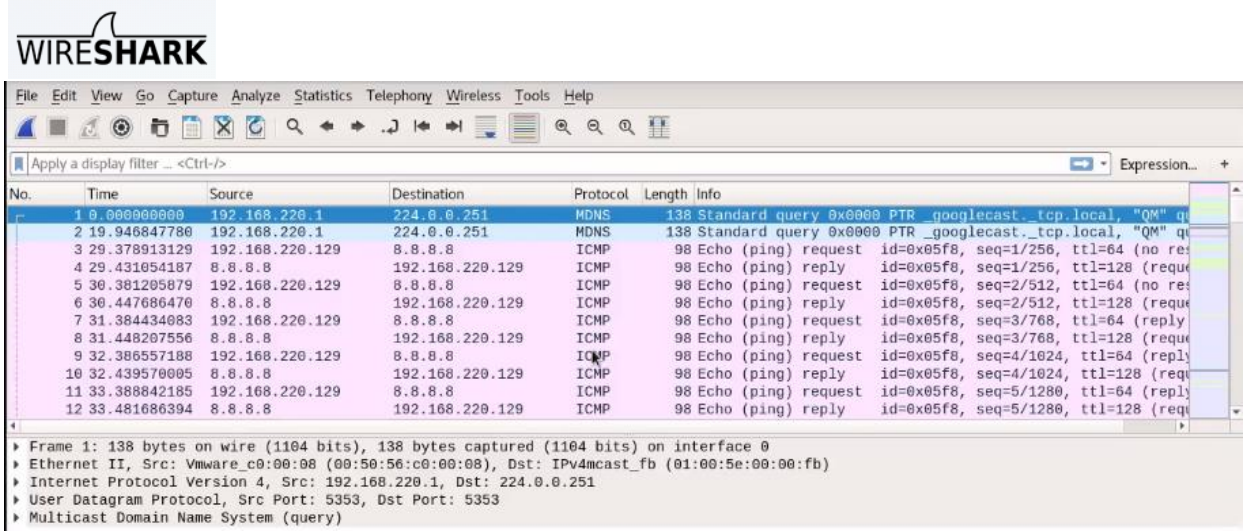 WIRESHARK
File Edit View Go Capture Analyze Statistics Telephony Wireless Tools Help
Apply a display filter ... <Ctrl-/> Expression... +
No. Time Source Destination Protocol Length Info
1 0.000000000 192.168.220.1 224.0.0.251 MDNS 138 Standard query 0x0000 PTR _googlecast._tcp.local, "QM" qu
2 19.946847780 192.168.220.1 224.0.0.251 MDNS 138 Standard query 0x0000 PTR _googlecast._tcp.local, "QM" qu
3 29.378913129 192.168.220.129 8.8.8.8 ICMP 98 Echo (ping) request id=0x05f8, seq=1/256, ttl=64 (no res
4 29.431054187 8.8.8.8 192.168.220.129 ICMP 98 Echo (ping) reply id=0x05f8, seq=1/256, ttl=128 (reque
5 30.381205879 192.168.220.129 8.8.8.8 ICMP 98 Echo (ping) request id=0x05f8, seq=2/512, ttl=64 (no res
6 30.447686470 8.8.8.8 192.168.220.129 ICMP 98 Echo (ping) reply id=0x05f8, seq=2/512, ttl=128 (reque
7 31.384434083 192.168.220.129 8.8.8.8 ICMP 98 Echo (ping) request id=0x05f8, seq=3/768, ttl=64 (reply
8 31.448207556 8.8.8.8 192.168.220.129 ICMP 98 Echo (ping) reply id=0x05f8, seq=3/768, ttl=128 (reque
9 32.386557188 192.168.220.129 8.8.8.8 ICMP 98 Echo (ping) request id=0x05f8, seq=4/1024, ttl=64 (reply
10 32.439570005 8.8.8.8 192.168.220.129 ICMP 98 Echo (ping) reply id=0x05f8, seq=4/1024, ttl=128 (requ
11 33.388842185 192.168.220.129 8.8.8.8 ICMP 98 Echo (ping) request id=0x05f8, seq=5/1280, ttl=64 (reply
12 33.481686394 8.8.8.8 192.168.220.129 ICMP 98 Echo (ping) reply id=0x05f8, seq=5/1280, ttl=128 (requ
Frame 1: 138 bytes on wire (1104 bits), 138 bytes captured (1104 bits) on interface 0
Ethernet II, Src: Vmware_c0:00:08 (00:50:56:c0:00:08), Dst: IPv4mcast_fb (01:00:5e:00:00:fb)
Internet Protocol Version 4, Src: 192.168.220.1, Dst: 224.0.0.251
User Datagram Protocol, Src Port: 5353, Dst Port: 5353
Multicast Domain Name System (query)